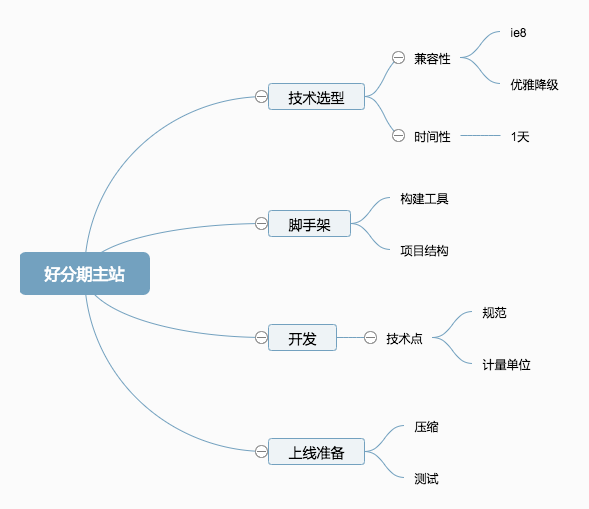 好分期主站
技术选型
兼容性
ie8
优雅降级
时间性
1天
脚手架
构建工具
项目结构
开发
技术点
规范
计量单位
上线准备
压缩
测试